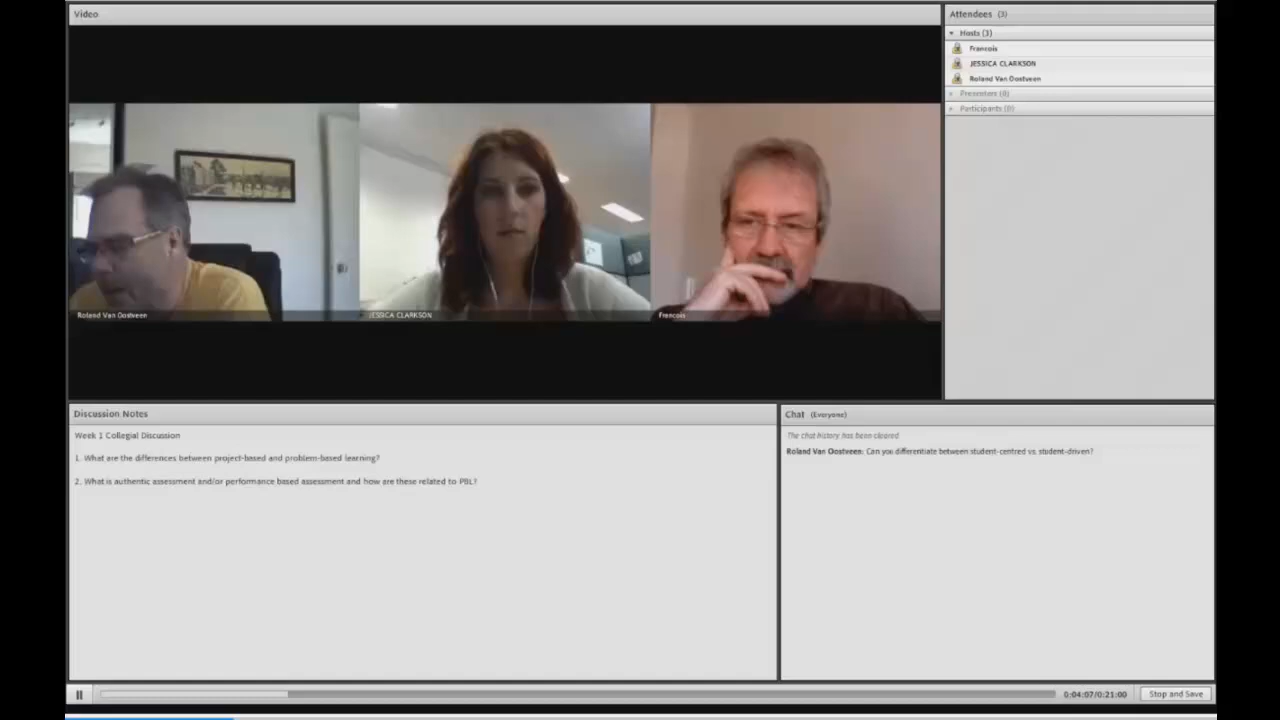 Video
Attendees (3)
Hosts (3)
Francois
JESSICA CLARKSON
Roland Van Oostveen
Presenters (0)
Participants (0)
Roland Van Oostveen
JESSICA CLARKSON
Francois
Discussion Notes
Week 1 Collegial Discussion
1. What are the differences between project-based and problem-based learning?
2. What is authentic assessment and/or performance based assessment and how are these related to PBL?
Chat (Everyone)
The chat history has been cleared
Roland Van Oostveen: Can you differentiate between student-centred vs. student-driven?
0:04:07/0:21:00
Stop and Save